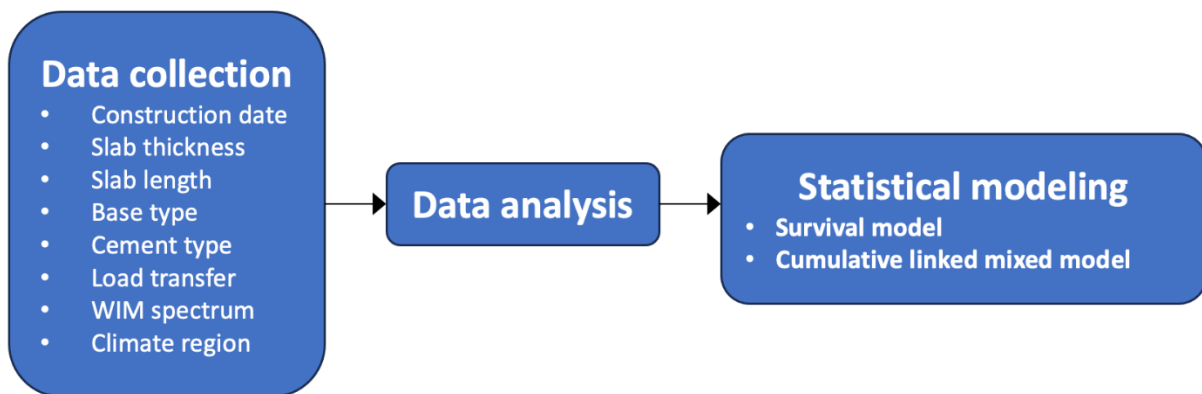 Data collection
• Construction date
• Slab thickness
• Slab length
• Base type
• Cement type
• Load transfer
• WIM spectrum
• Climate region
Data analysis
Statistical modeling
• Survival model
• Cumulative linked mixed model